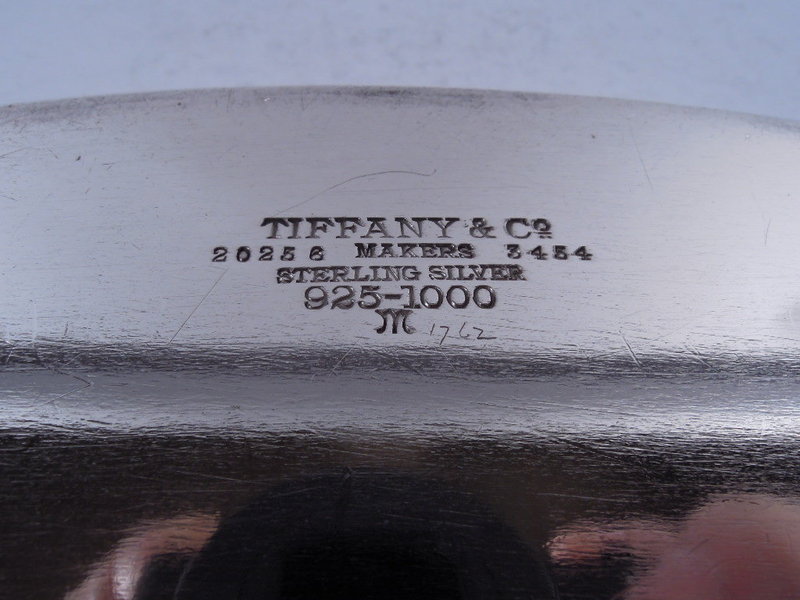 TIFFANY & Co
20256 MAKERS 3454
STERLING SILVER
925-1000
M 1762